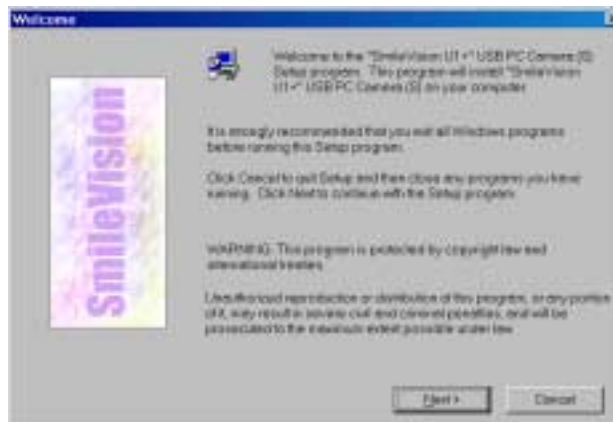 Welcome
Welcome to the "SmileVision U1+" USB PC Camera (S)
Setup program. This program will install "SmileVision
U1+" USB PC Camera (S) on your computer.
SmileVision
It is strongly recommended that you exit all Windows programs
before running this Setup program.
Click Cancel to quit Setup and then close any programs you have
running. Click Next to continue with the Setup program.
WARNING: This program is protected by copyright law and
international treaties.
Unauthorized reproduction or distribution of this program, or any portion
of it, may result in severe civil and criminal penalties, and will be
prosecuted to the maximum extent possible under law.
Next >
Cancel